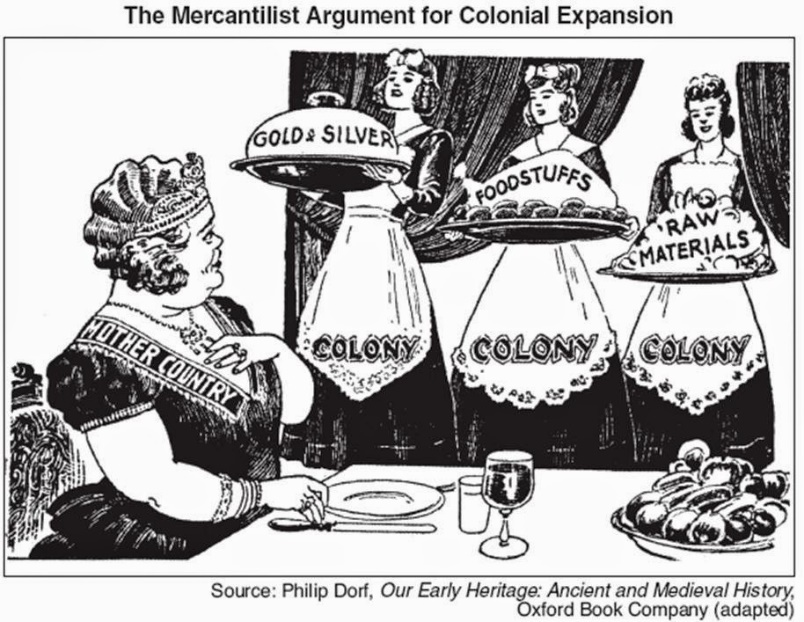 The Mercantilist Argument for Colonial Expansion
GOLD & SILVER
FOODSTUFFS
RAW
MATERIALS
MOTHER COUNTRY
COLONY
COLONY
COLONY
Source: Philip Dorf, Our Early Heritage: Ancient and Medieval History,
Oxford Book Company (adapted)